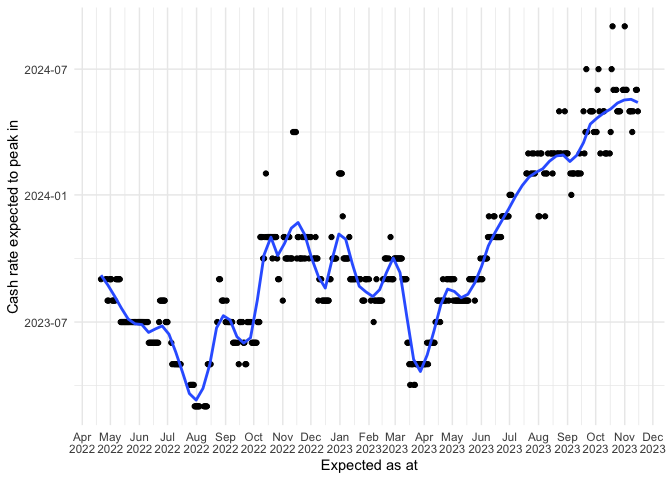 Cash rate expected to peak in
2024-07
2024-01
2023-07
Apr May Jun Jul Aug Sep Oct Nov Dec Jan Feb Mar Apr May Jun Jul Aug Sep Oct Nov Dec
2022 2022 2022 2022 2022 2022 2022 2022 2022 2023 2023 2023 2023 2023 2023 2023 2023 2023 2023 2023 2023
Expected as at